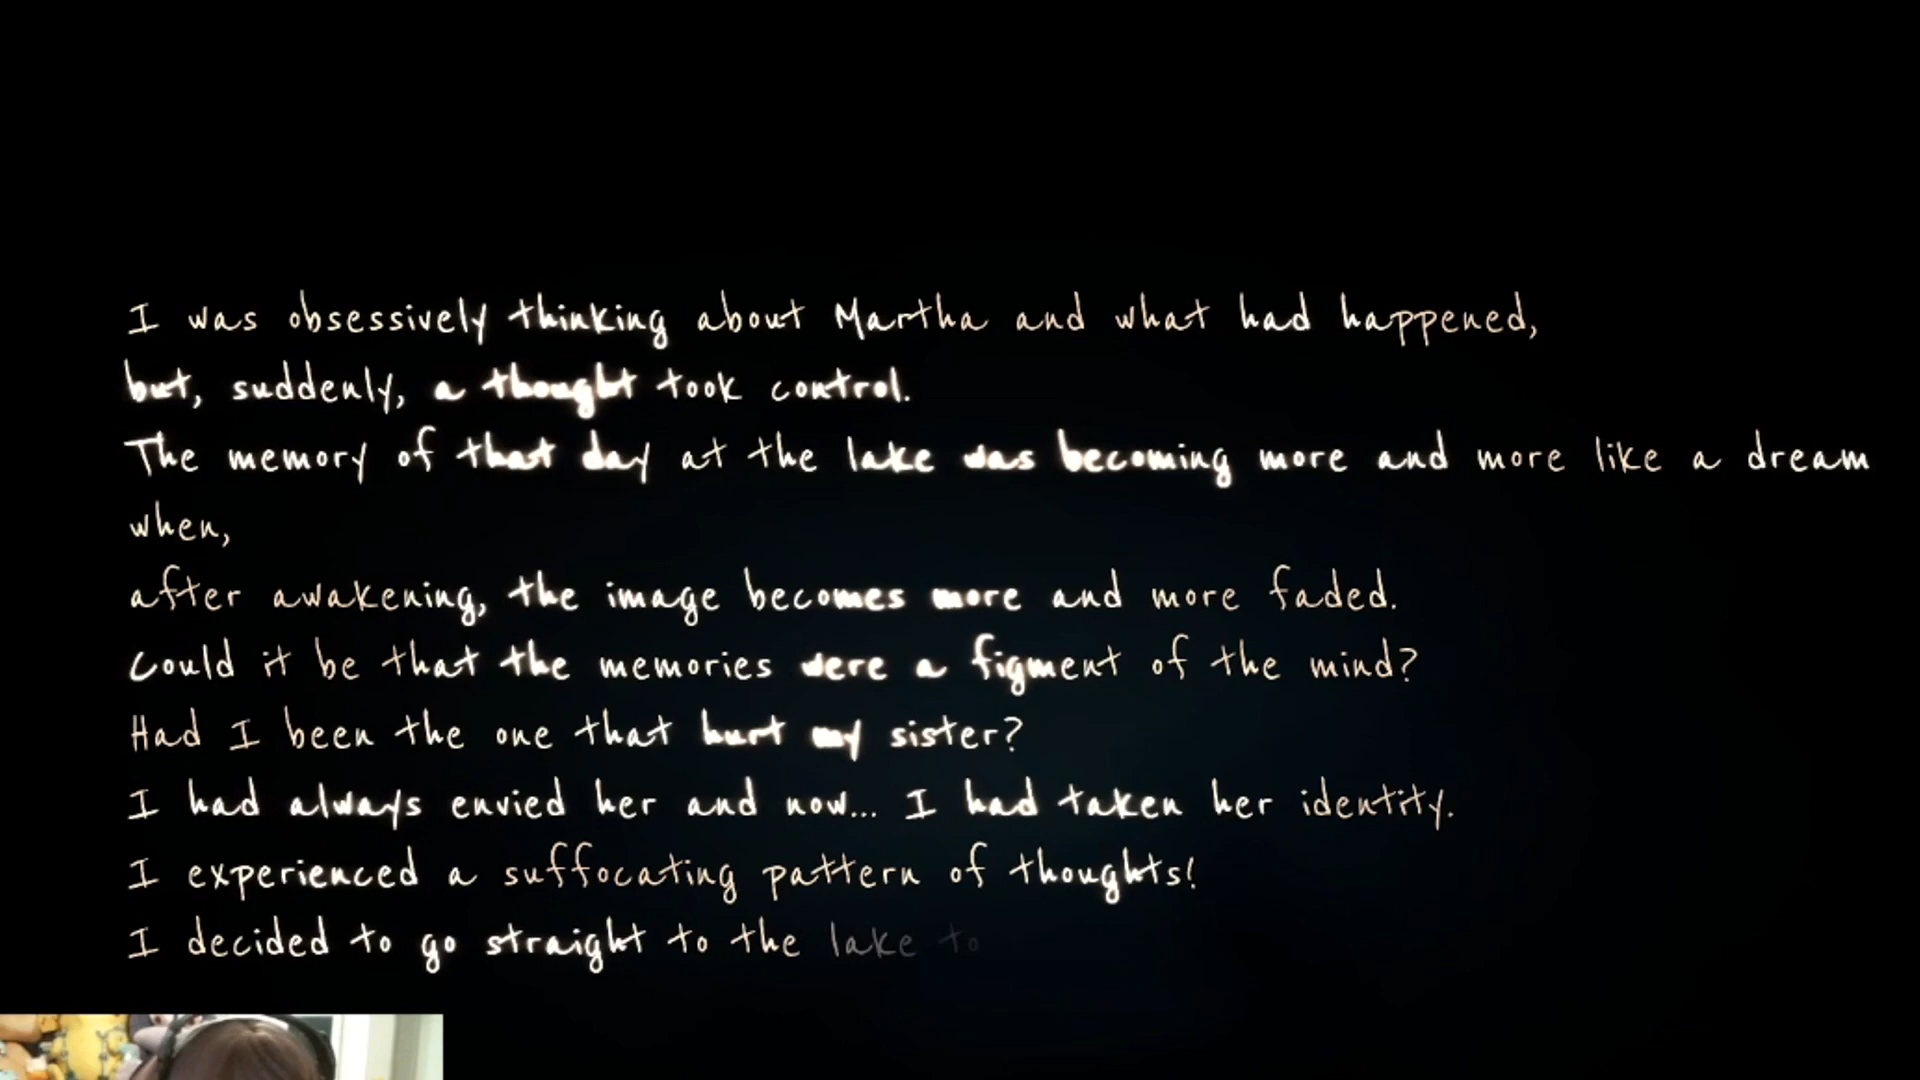 I was obsessively thinking about Martha and what had happened,
but, suddenly, a thought took control.
The memory of that day at the lake was becoming more and more like a dream
when,
after awakening, the image becomes more and more faded.
Could it be that the memories were a figment of the mind?
Had I been the one that hurt my sister?
I had always envied her and now... I had taken her identity.
I experienced a suffocating pattern of thoughts!
I decided to go straight to the lake to